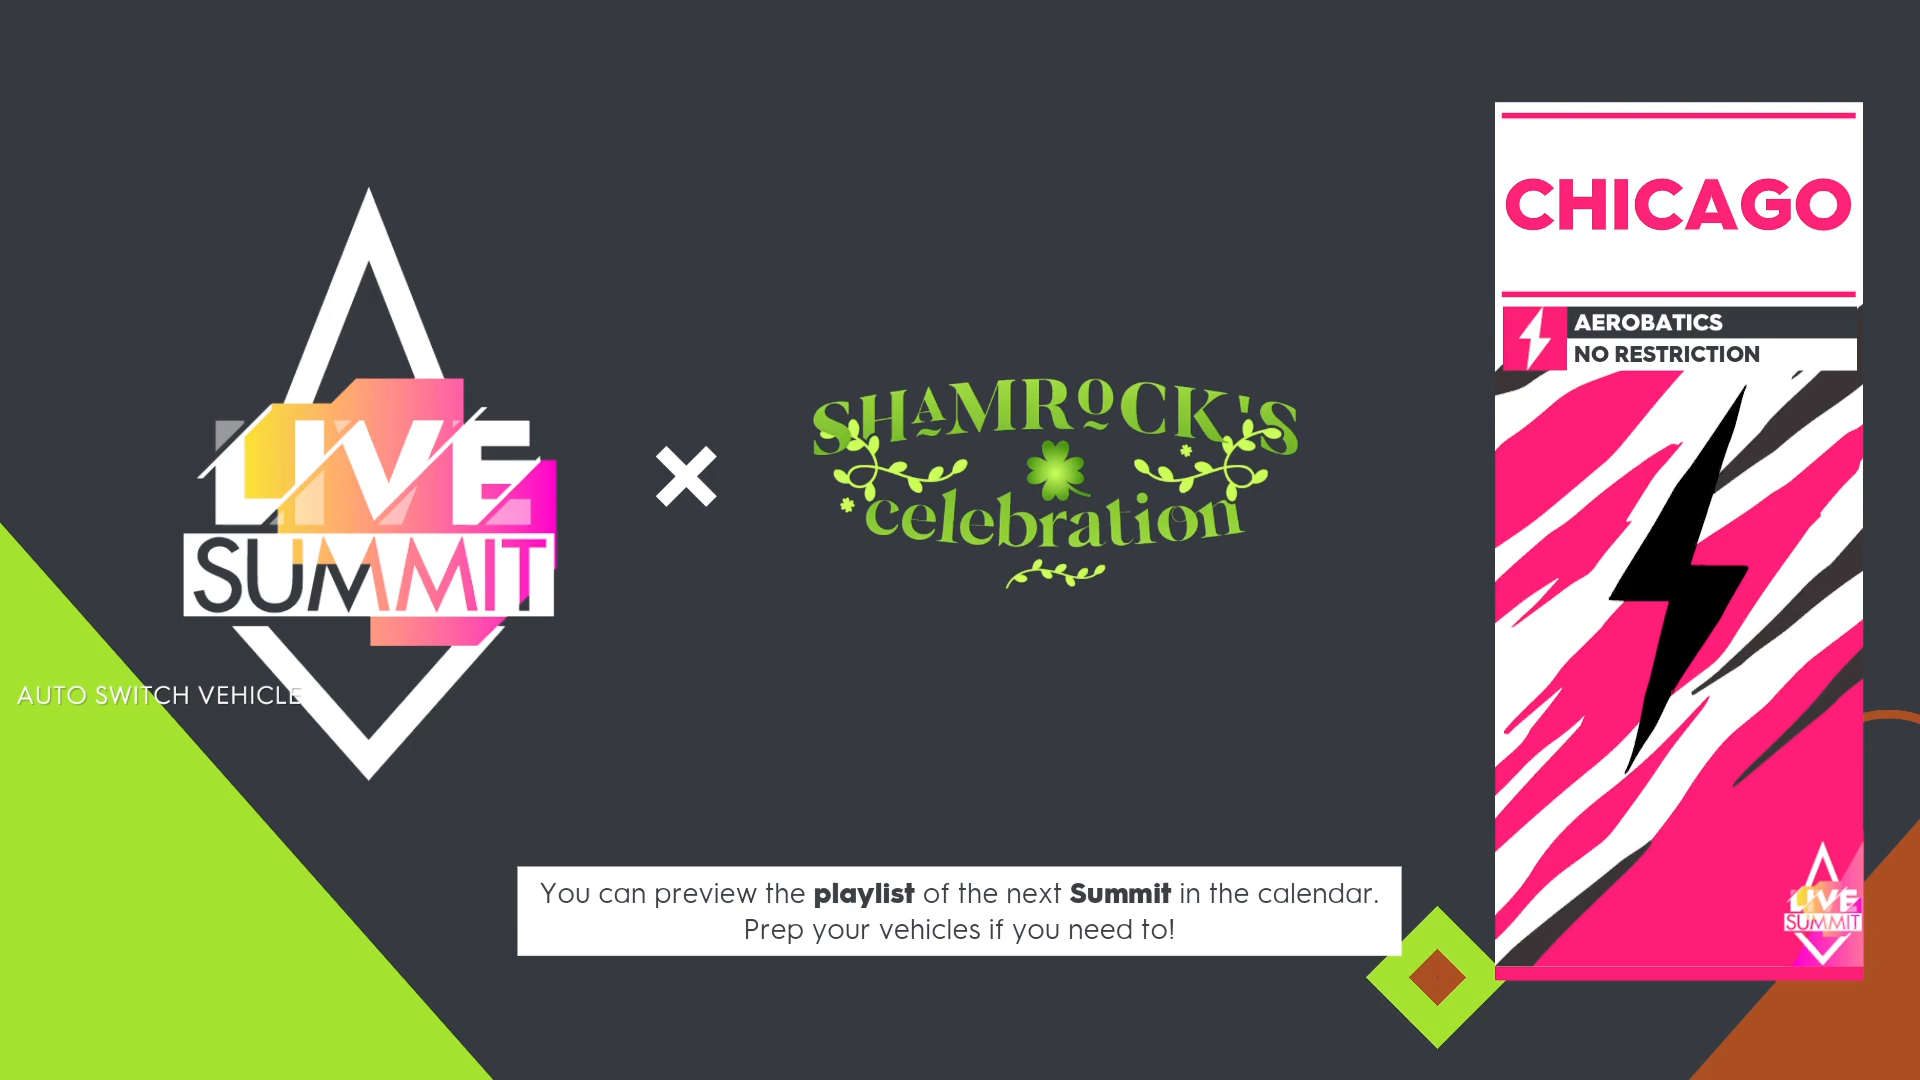 LIVE
SUMMIT
SHAMROCK'S
celebration
AUTO SWITCH VEHICLE
CHICAGO
AEROBATICS
NO RESTRICTION
LIVE
SUMMIT
You can preview the playlist of the next Summit in the calendar.
Prep your vehicles if you need to!